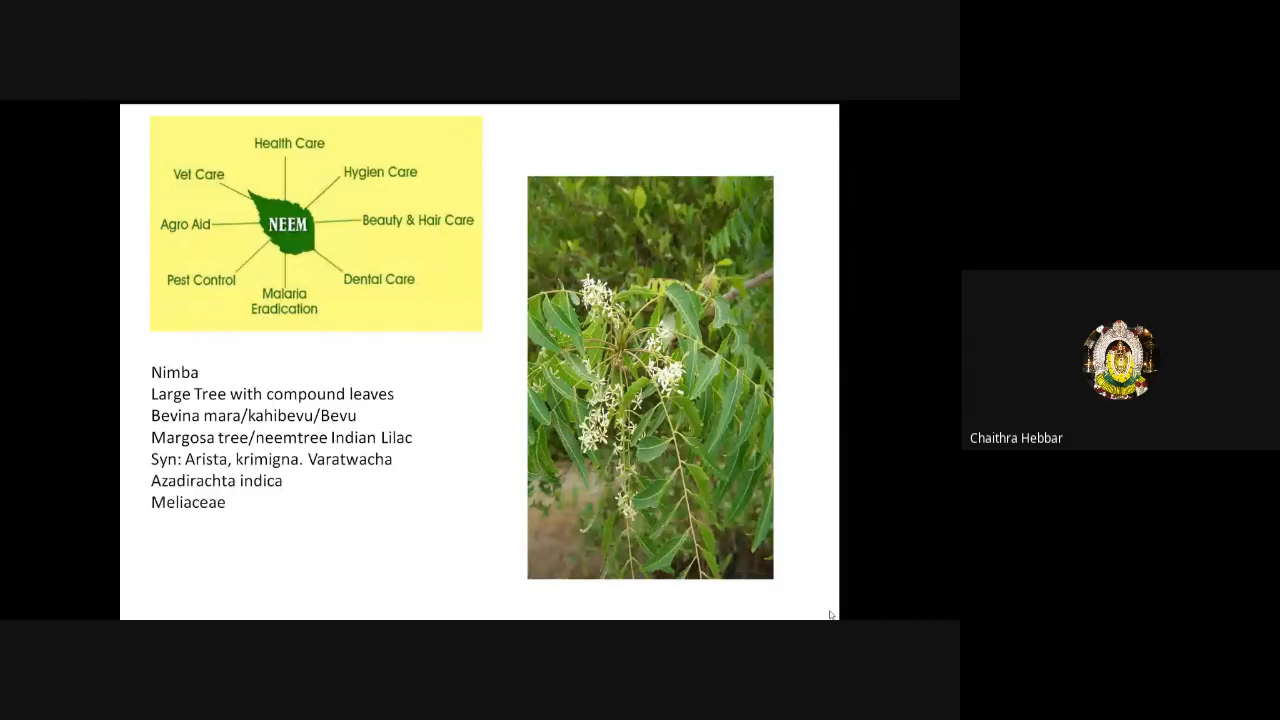 Health Care
Vet Care
Hygien Care
NEEM
Agro Aid
Beauty & Hair Care
Pest Control
Dental Care
Malaria
Eradication
Nimba
Large Tree with compound leaves
Bevina mara/kahibevu/Bevu
Margosa tree/neemtree Indian Lilac
Syn: Arista, krimigna. Varatwacha
Azadirachta indica
Meliaceae
Chaithra Hebbar